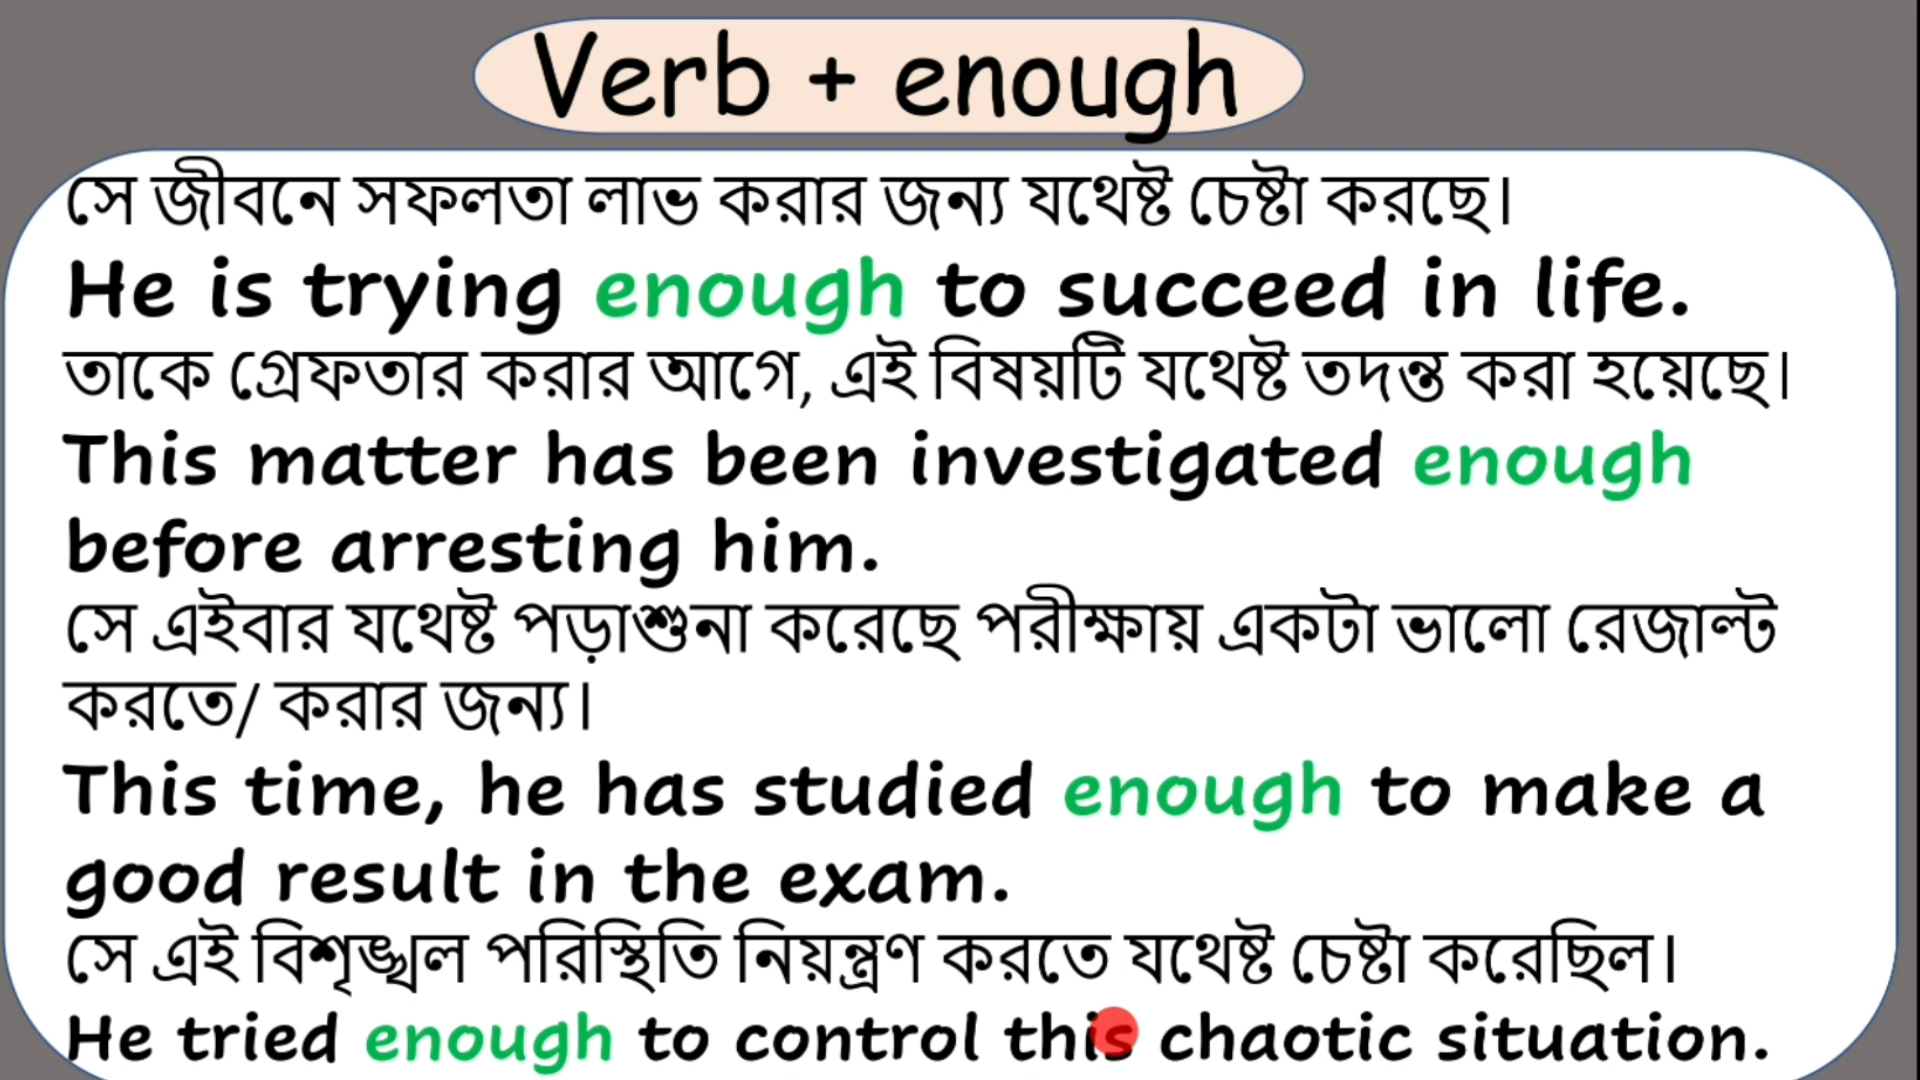 Verb + enough
সে জীবনে সফলতা লাভ করার জন্য যথেষ্ট চেষ্টা করছে।
He is trying enough to succeed in life.
তাকে গ্রেফতার করার আগে, এই বিষয়টি যথেষ্ট তদন্ত করা হয়েছে।
This matter has been investigated enough
before arresting him.
সে এইবার যথেষ্ট পড়াশুনা করেছে পরীক্ষায় একটা ভালো রেজাল্ট
করতে/ করার জন্য।
This time, he has studied enough to make a
good result in the exam.
সে এই বিশৃঙ্খল পরিস্থিতি নিয়ন্ত্রণ করতে যথেষ্ট চেষ্টা করেছিল।
He tried enough to control this chaotic situation.